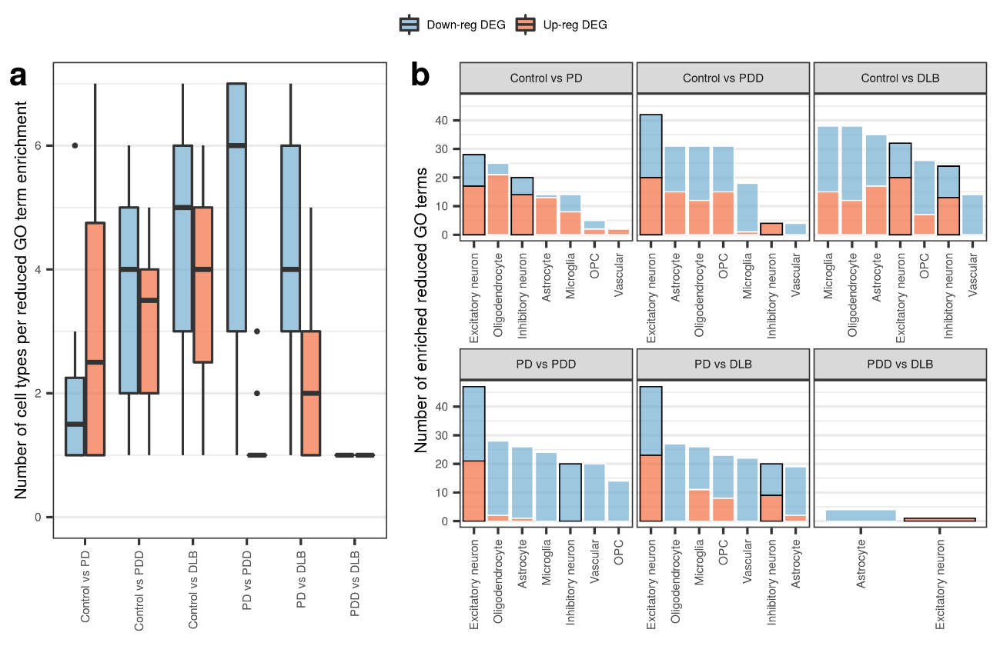 Down-reg DEG
Up-reg DEG
a
Number of cell types per reduced GO term enrichment
6
4
2
0
Control vs PD
Control vs PDD
Control vs DLB
PD vs PDD
PD vs DLB
PDD vs DLB
b
Number of enriched reduced GO terms
Control vs PD
Control vs PDD
Control vs DLB
40
30
20
10
0
Excitatory neuron
Oligodendrocyte
Inhibitory neuron
Astrocyte
Microglia
OPC
Vascular
Excitatory neuron
Astrocyte
Oligodendrocyte
OPC
Microglia
Inhibitory neuron
Vascular
Microglia
Oligodendrocyte
Astrocyte
Excitatory neuron
OPC
Inhibitory neuron
Vascular
PD vs PDD
PD vs DLB
PDD vs DLB
40
30
20
10
0
Excitatory neuron
Oligodendrocyte
Astrocyte
Microglia
Inhibitory neuron
Vascular
OPC
Excitatory neuron
Oligodendrocyte
Microglia
OPC
Vascular
Inhibitory neuron
Astrocyte
Astrocyte
Excitatory neuron